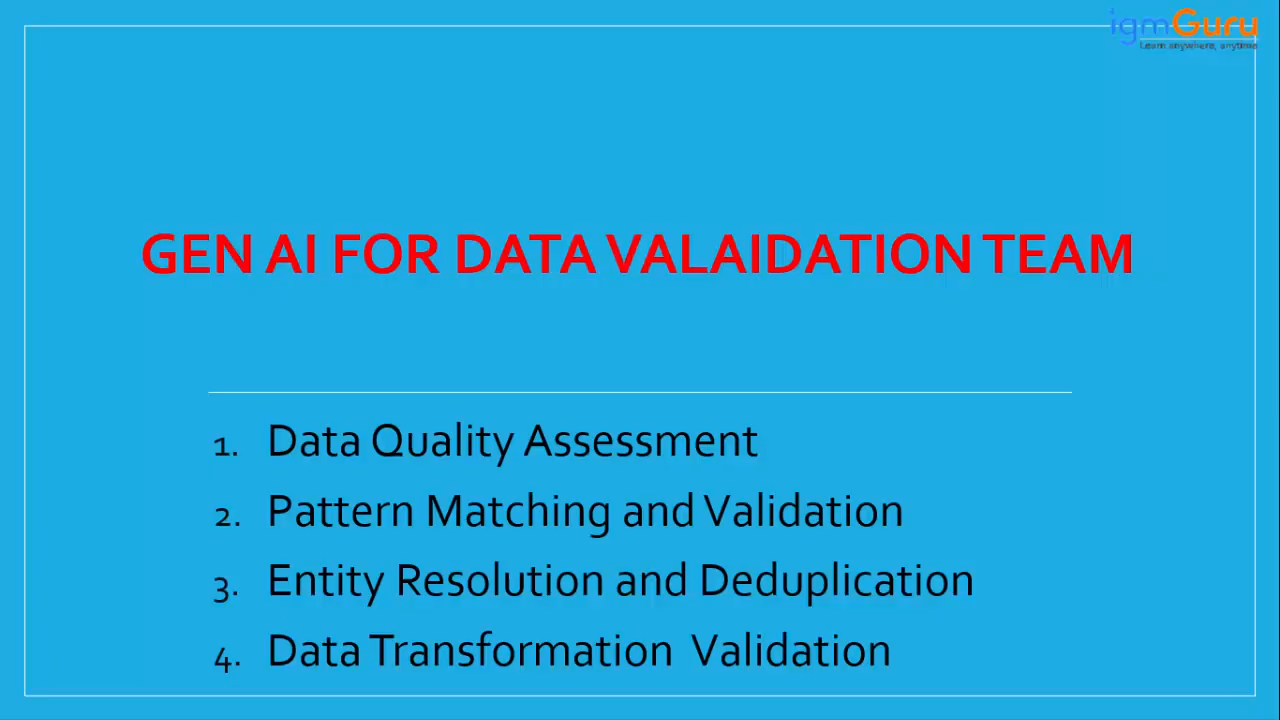 igmGuru
Learn anywhere, anytime
GEN AI FOR DATA VALAIDATION TEAM
1. Data Quality Assessment
2. Pattern Matching and Validation
3. Entity Resolution and Deduplication
4. Data Transformation Validation